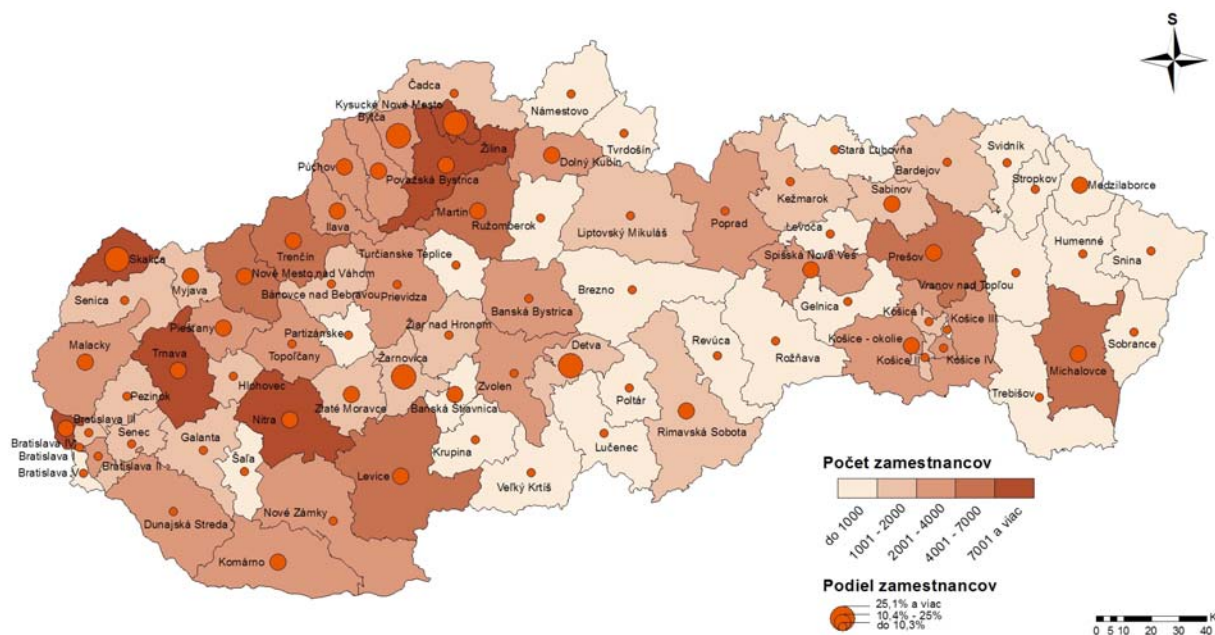 S
Čadca
Kysucké Nové Mesto
Bytča
Námestovo
Tvrdošín
Žilina
Dolný Kubín
Púchov
Považská Bystrica
Stará Ľubovňa
Svidník
Bardejov
Stropkov
Medzilaborce
Kežmarok
Sabinov
Ilava
Martin
Ružomberok
Liptovský Mikuláš
Poprad
Levoča
Humenné
Snina
Skalica
Trenčín
Turčianske Teplice
Spišská Nová Ves
Prešov
Nové Mesto nad Váhom
Myjava
Bánovce nad Bebravou
Prievidza
Brezno
Gelnica
Vranov nad Topľou
Senica
Banská Bystrica
Piešťany
Partizánske
Žiar nad Hronom
Košice I
Košice III
Malacky
Trnava
Topoľčany
Detva
Revúca
Rožňava
Košice - okolie
Košice II
Košice IV
Sobrance
Michalovce
Žarnovica
Hlohovec
Zvolen
Pezinok
Zlaté Moravce
Banská Štiavnica
Poltár
Trebišov
Bratislava III
Nitra
Bratislava IV
Senec
Galanta
Rimavská Sobota
Bratislava I
Krupina
Lučenec
Bratislava V
Bratislava II
Šaľa
Levice
Veľký Krtíš
Dunajská Streda
Nové Zámky
Komárno
Počet zamestnancov
do 1000
1001 - 2000
2001 - 4000
4001 - 7000
7001 a viac
Podiel zamestnancov
25,1% a viac
10,4% - 25%
do 10,3%
0 5 10 20 30 40
K